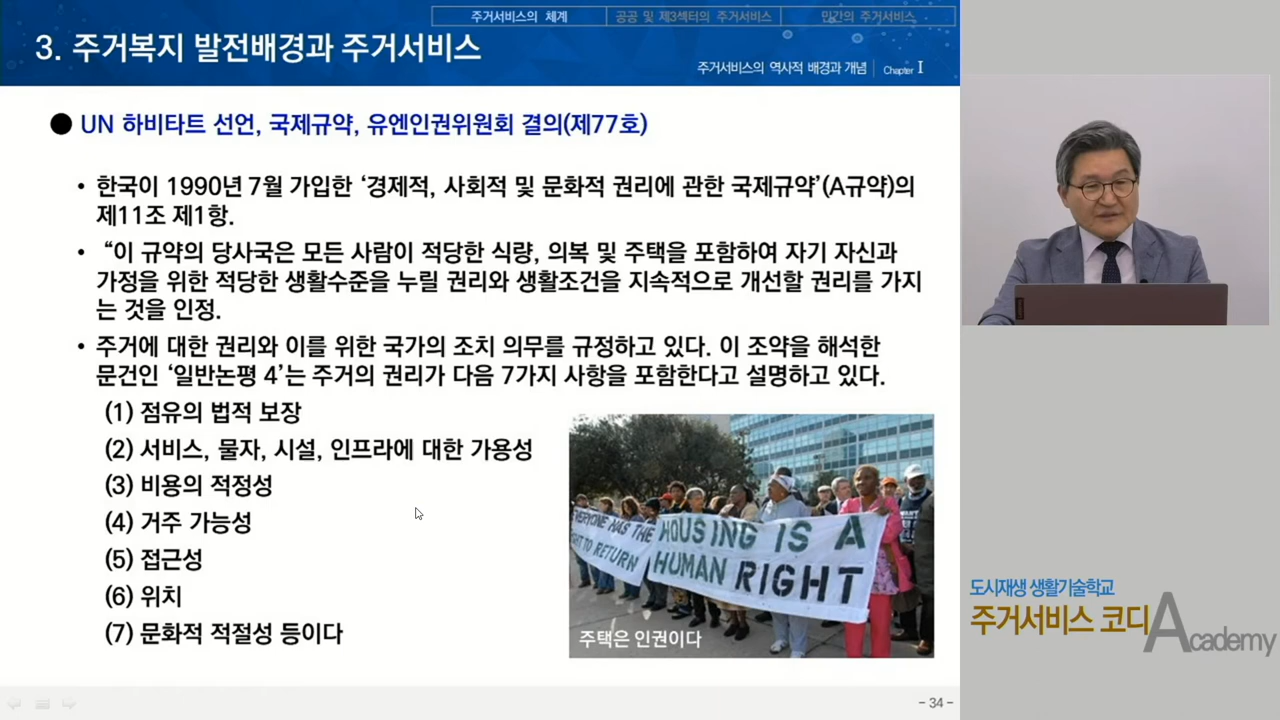 주거서비스의 체계
공공 및 제3섹터의 주거서비스
민간의 주거서비스
3. 주거복지 발전배경과 주거서비스
주거서비스의 역사적 배경과 개념 Chapter I
UN 하비타트 선언, 국제규약, 유엔인권위원회 결의(제77호)
• 한국이 1990년 7월 가입한 ‘경제적, 사회적 및 문화적 권리에 관한 국제규약’(A규약)의
제11조 제1항.
• “이 규약의 당사국은 모든 사람이 적당한 식량, 의복 및 주택을 포함하여 자기 자신과
가정을 위한 적당한 생활수준을 누릴 권리와 생활조건을 지속적으로 개선할 권리를 가지
는 것을 인정.
• 주거에 대한 권리와 이를 위한 국가의 조치 의무를 규정하고 있다. 이 조약을 해석한
문건인 ‘일반논평 4’는 주거의 권리가 다음 7가지 사항을 포함한다고 설명하고 있다.
(1) 점유의 법적 보장
(2) 서비스, 물자, 시설, 인프라에 대한 가용성
(3) 비용의 적정성
(4) 거주 가능성
(5) 접근성
(6) 위치
(7) 문화적 적절성 등이다
EVERYONE HAS THE
RIGHT TO RETURN
HOUSING IS A
HUMAN RIGHT
주택은 인권이다
- 34 -
도시재생 생활기술학교
주거서비스 코디 Academy